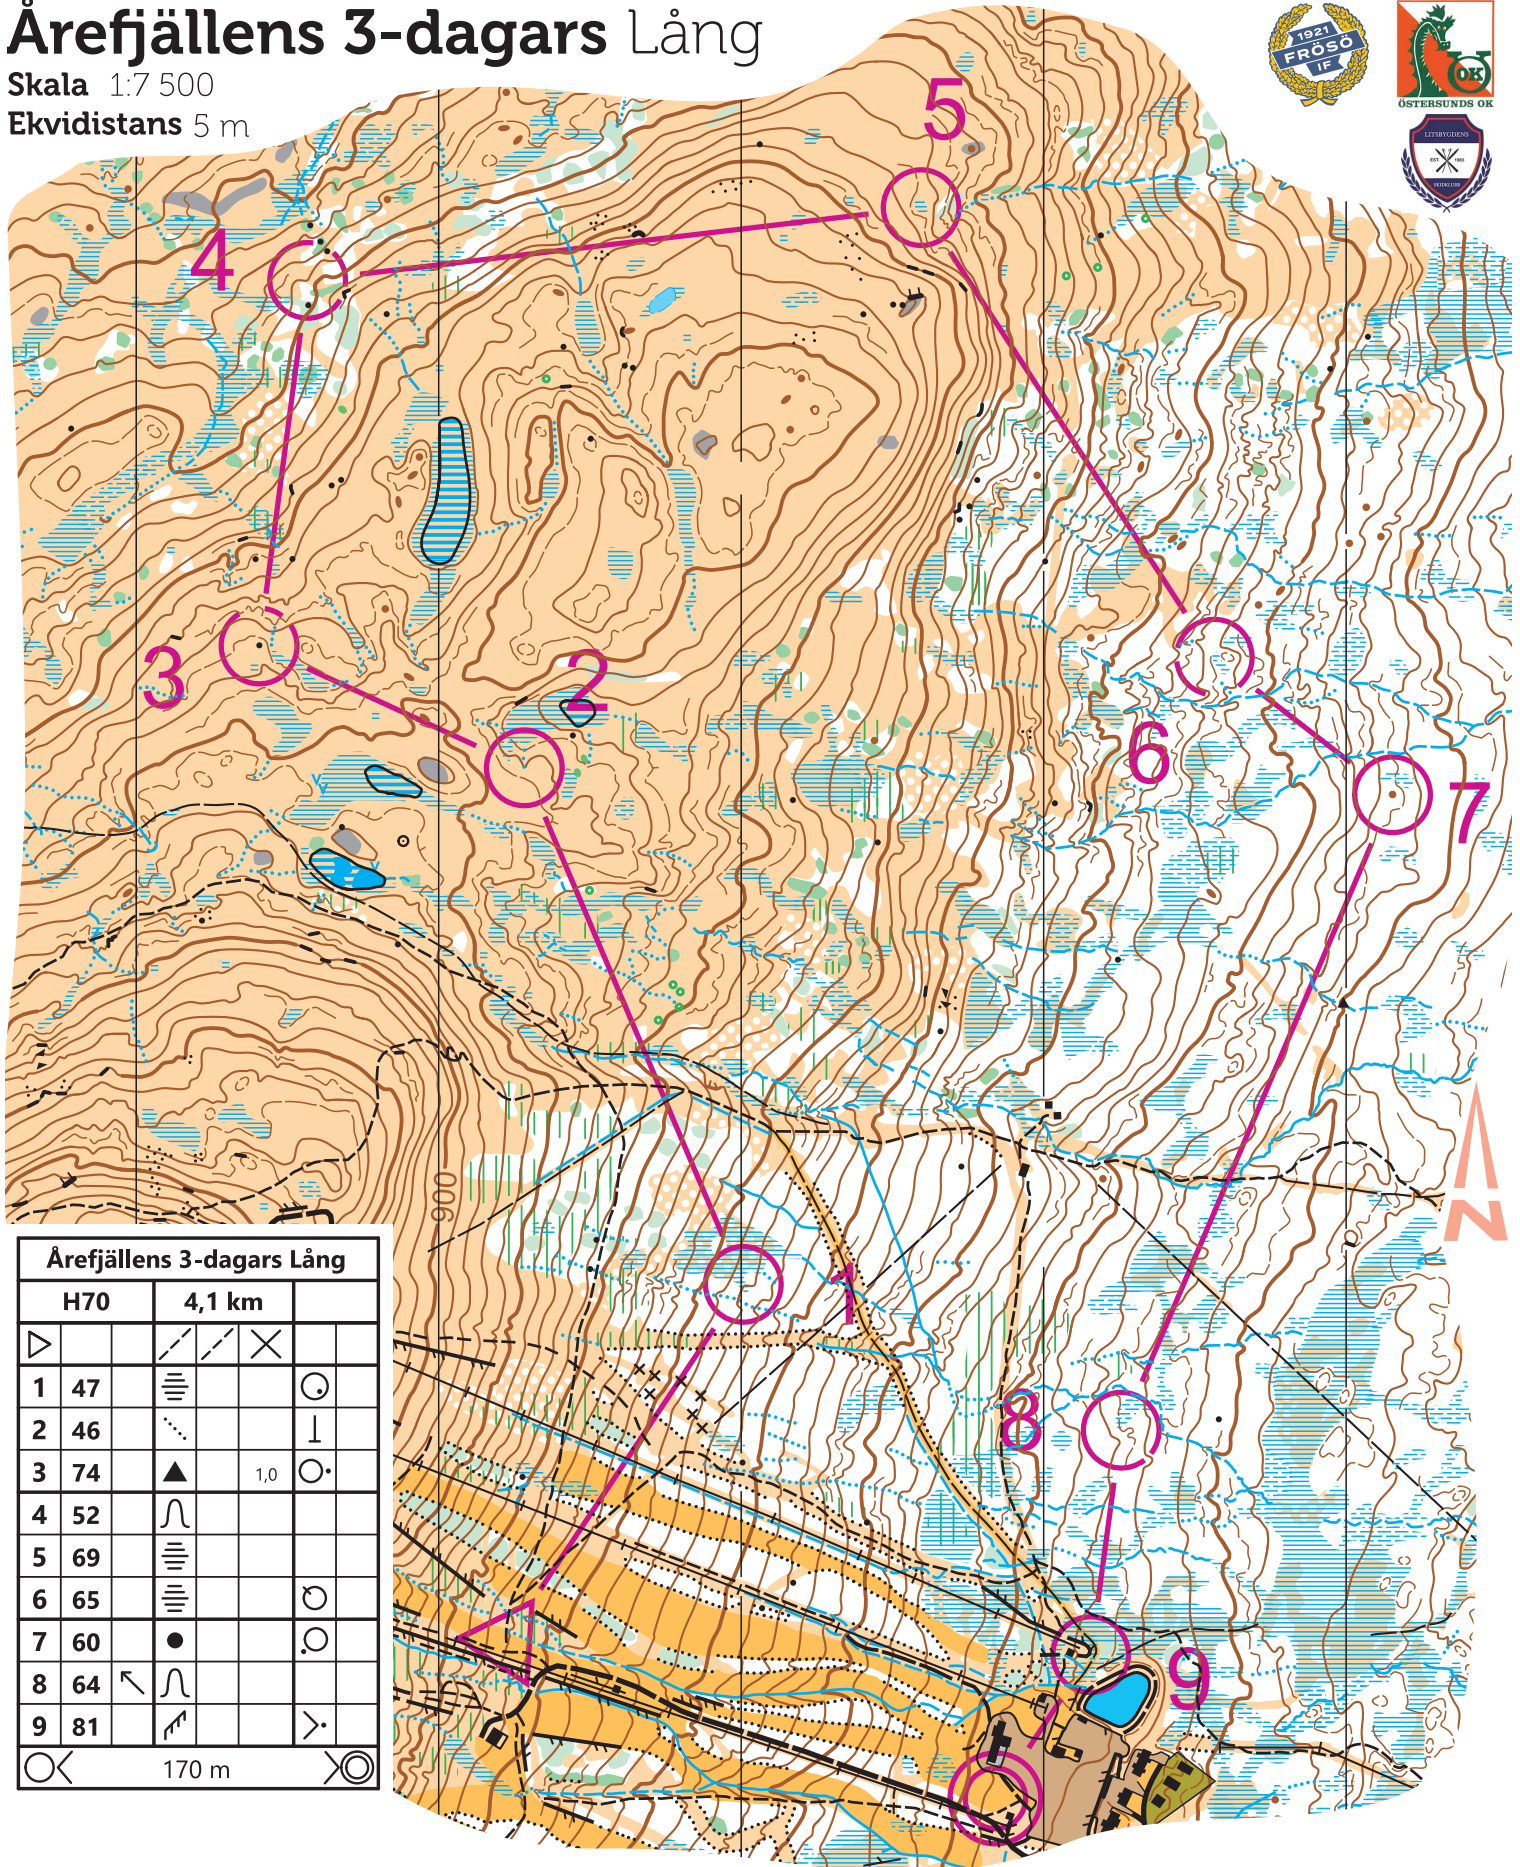 Årefjällens 3-dagars Lång
Skala 1:7 500
Ekvidistans 5 m
1921
FRÖSÖ
IF
OK
ÖSTERSUNDS OK
LITSBYGDENS
EST. 1983
SKIDKLUBB
5
4
3
2
6
7
900
1
8
9
N
Årefjällens 3-dagars Lång
H70 4,1 km
1 47
2 46
3 74 1,0
4 52
5 69
6 65
7 60
8 64
9 81
170 m